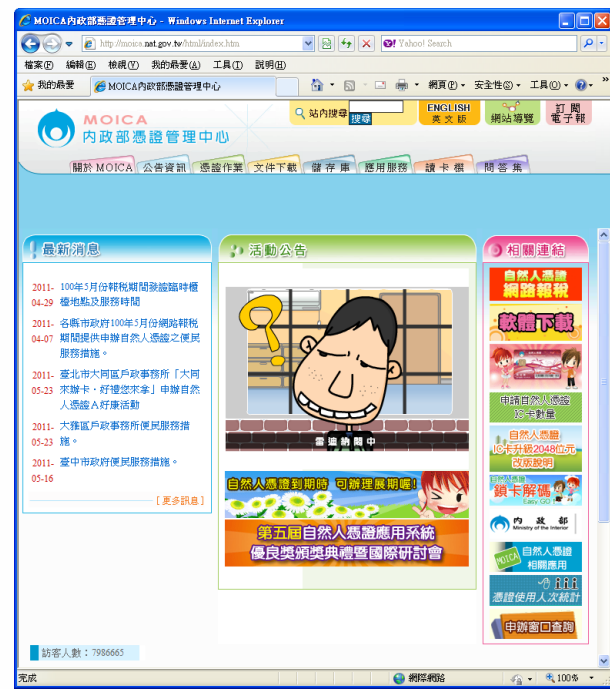 MOICA內政部憑證管理中心 - Windows Internet Explorer
http://moica.nat.gov.tw/html/index.htm
Yahoo! Search
檔案(F) 編輯(E) 檢視(V) 我的最愛(A) 工具(T) 說明(H)
我的最愛 MOICA內政部憑證管理中心 網頁(P) 安全性(S) 工具(O) »
MOICA
內政部憑證管理中心
站內搜尋 搜尋
ENGLISH
英文版
網站導覽
訂閱
電子報
關於MOICA 公告資訊 憑證作業 文件下載 儲存庫 應用服務 讀卡機 問答集
最新消息
2011-04-29 100年5月份報稅期間發證臨時櫃
檯地點及服務時間
2011-04-07 各縣市政府100年5月份網路報稅
期間提供申辦自然人憑證之便民
服務措施。
2011-05-23 臺北市大同區戶政事務所「大同
來辦卡‧好禮您來拿」申辦自然
人憑證A好康活動
2011-05-23 大雅區戶政事務所便民服務措
施。
2011-05-16 臺中市政府便民服務措施。
[更多訊息]
訪客人數：7986665
活動公告
雷迪納悶中
自然人憑證到期時 可辦理展期喔!
第五屆自然人憑證應用系統
優良獎頒獎典禮暨國際研討會
相關連結
自然人憑證
網路報稅
軟體下載
申請自然人憑證
IC卡數量
自然人憑證
IC卡升級2048位元
改版說明
自然人憑證
鎖卡解碼
Easy GO
內政部
Ministry of the Interior
MOICA
自然人憑證
相關應用
憑證使用人次統計
申辦窗口查詢
完成 網際網路 100%